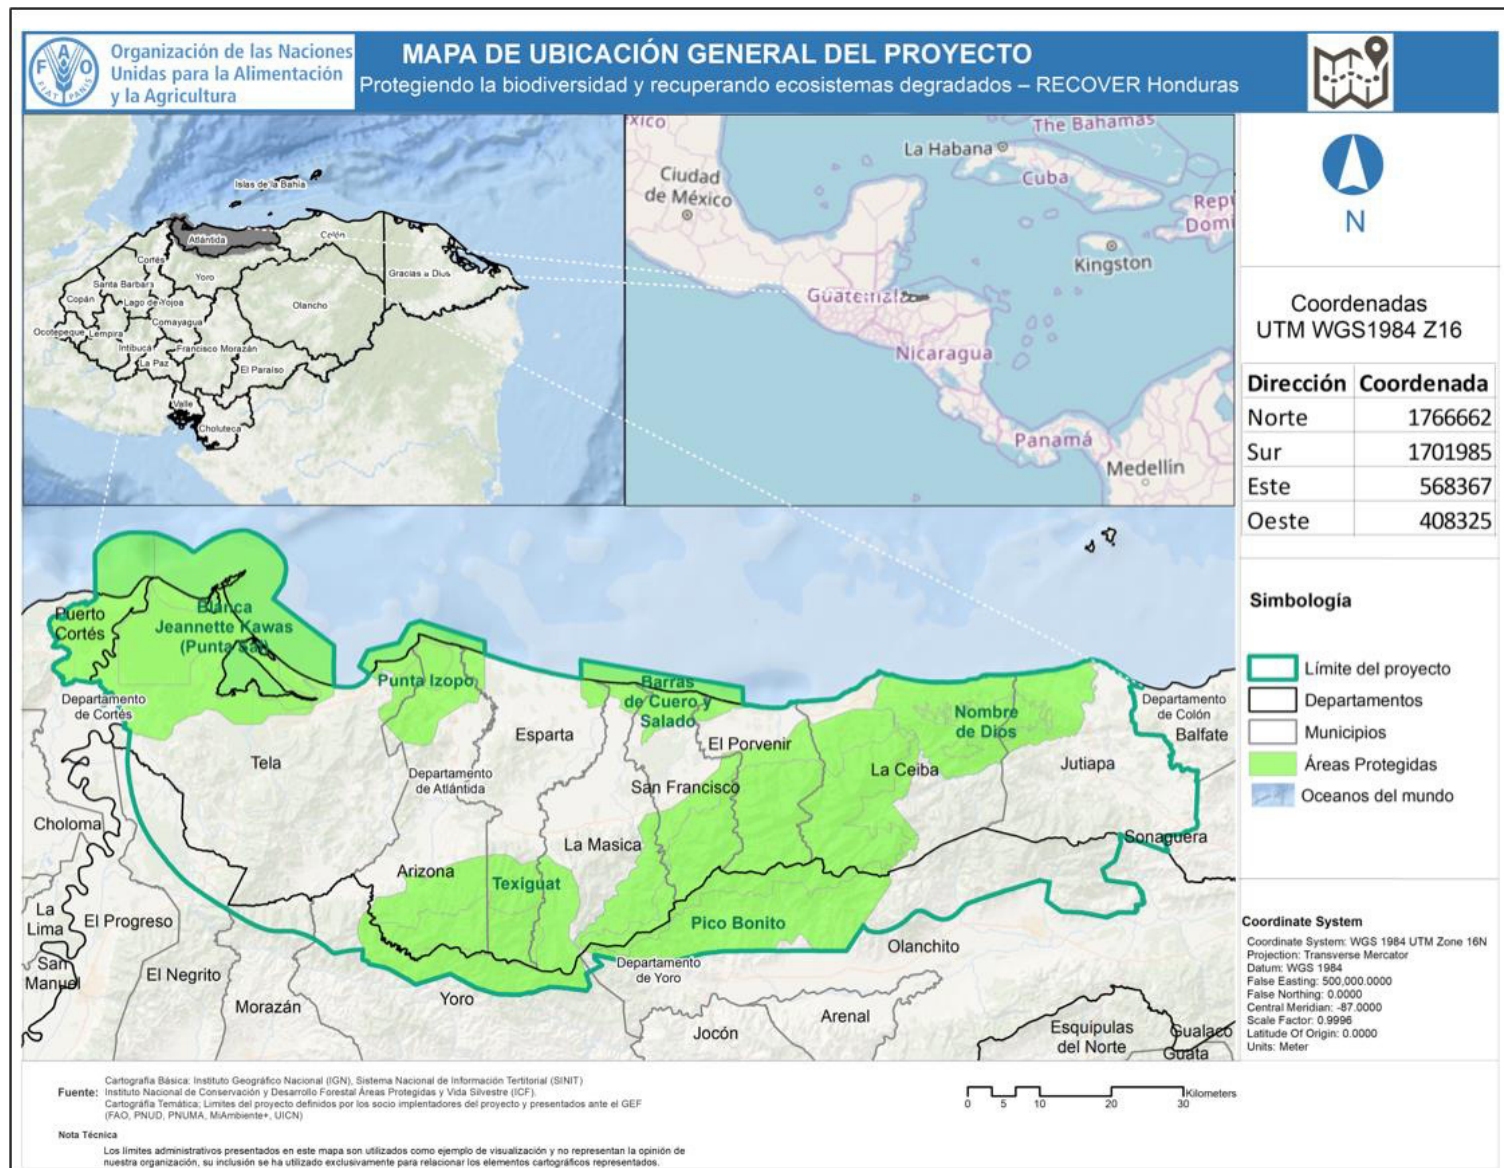 Organización de las Naciones
Unidas para la Alimentación
y la Agricultura
F A O
FIAT PANIS
MAPA DE UBICACIÓN GENERAL DEL PROYECTO
Protegiendo la biodiversidad y recuperando ecosistemas degradados – RECOVER Honduras
Islas de la Bahía
Atlántida
Colón
Cortés
Yoro
Gracias a Dios
Santa Barbara
Copán
Lago de Yojoa
Olancho
Comayagua
Ocotepeque
Lempira
Intibucá
Francisco Morazán
La Paz
El Paraíso
Valle
Choluteca
xico
The Bahamas
La Habana
Ciudad
de México
Cuba
Repu
Domi
Kingston
Guatemala
Nicaragua
Panamá
Medellín
N
Coordenadas
UTM WGS1984 Z16
Dirección Coordenada
Norte 1766662
Sur 1701985
Este 568367
Oeste 408325
Simbología
Límite del proyecto
Departamentos
Municipios
Áreas Protegidas
Oceanos del mundo
Puerto
Cortés
Blanca
Jeannette Kawas
(Punta Sal)
Departamento
de Cortés
Punta Izopo
Barras
de Cuero y
Salado
Nombre
de Dios
Departamento
de Colón
Balfate
Esparta
El Porvenir
Tela
Departamento
de Atlántida
San Francisco
La Ceiba
Jutiapa
Choloma
La Masica
Sonaguera
Arizona
Texiguat
Pico Bonito
La
Lima
El Progreso
Olanchito
San
Manuel
El Negrito
Departamento
de Yoro
Morazán
Yoro
Jocón
Arenal
Esquipulas
del Norte
Gualaco
Guata
Coordinate System
Coordinate System: WGS 1984 UTM Zone 16N
Projection: Transverse Mercator
Datum: WGS 1984
False Easting: 500,000.0000
False Northing: 0.0000
Central Meridian: -87.0000
Scale Factor: 0.9996
Latitude Of Origin: 0.0000
Units: Meter
Cartografía Básica: Instituto Geográfico Nacional (IGN), Sistema Nacional de Información Tertitorial (SINIT)
Fuente: Instituto Nacional de Conservación y Desarrollo Forestal Áreas Protegidas y Vida Silvestre (ICF).
Cartográfia Temática; Limites del proyecto definidos por los socio implentadores del proyecto y presentados ante el GEF
(FAO, PNUD, PNUMA, MiAmbiente+, UICN)
Kilometers
0 5 10 20 30
Nota Técnica
Los límites administrativos presentados en este mapa son utilizados como ejemplo de visualización y no representan la opinión de
nuestra organización, su inclusión se ha utilizado exclusivamente para relacionar los elementos cartográficos representados.